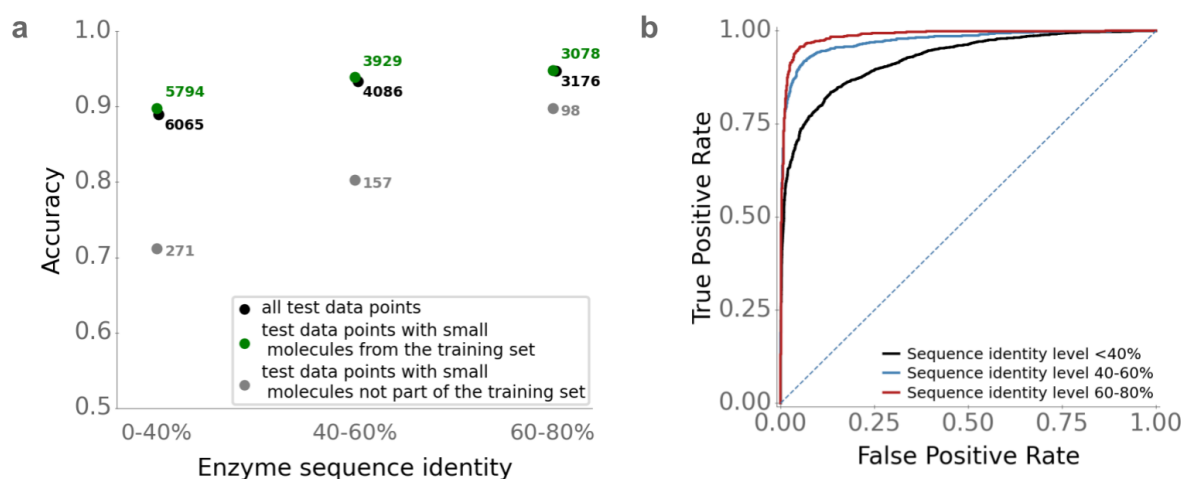 a
Accuracy
1.0
0.9
0.8
0.7
0.6
0.5
5794
6065
271
3929
4086
157
3078
3176
98
all test data points
test data points with small
molecules from the training set
test data points with small
molecules not part of the training set
0-40%
40-60%
60-80%
Enzyme sequence identity
b
True Positive Rate
1.00
0.75
0.50
0.25
0.00
Sequence identity level <40%
Sequence identity level 40-60%
Sequence identity level 60-80%
0.00
0.25
0.50
0.75
1.00
False Positive Rate